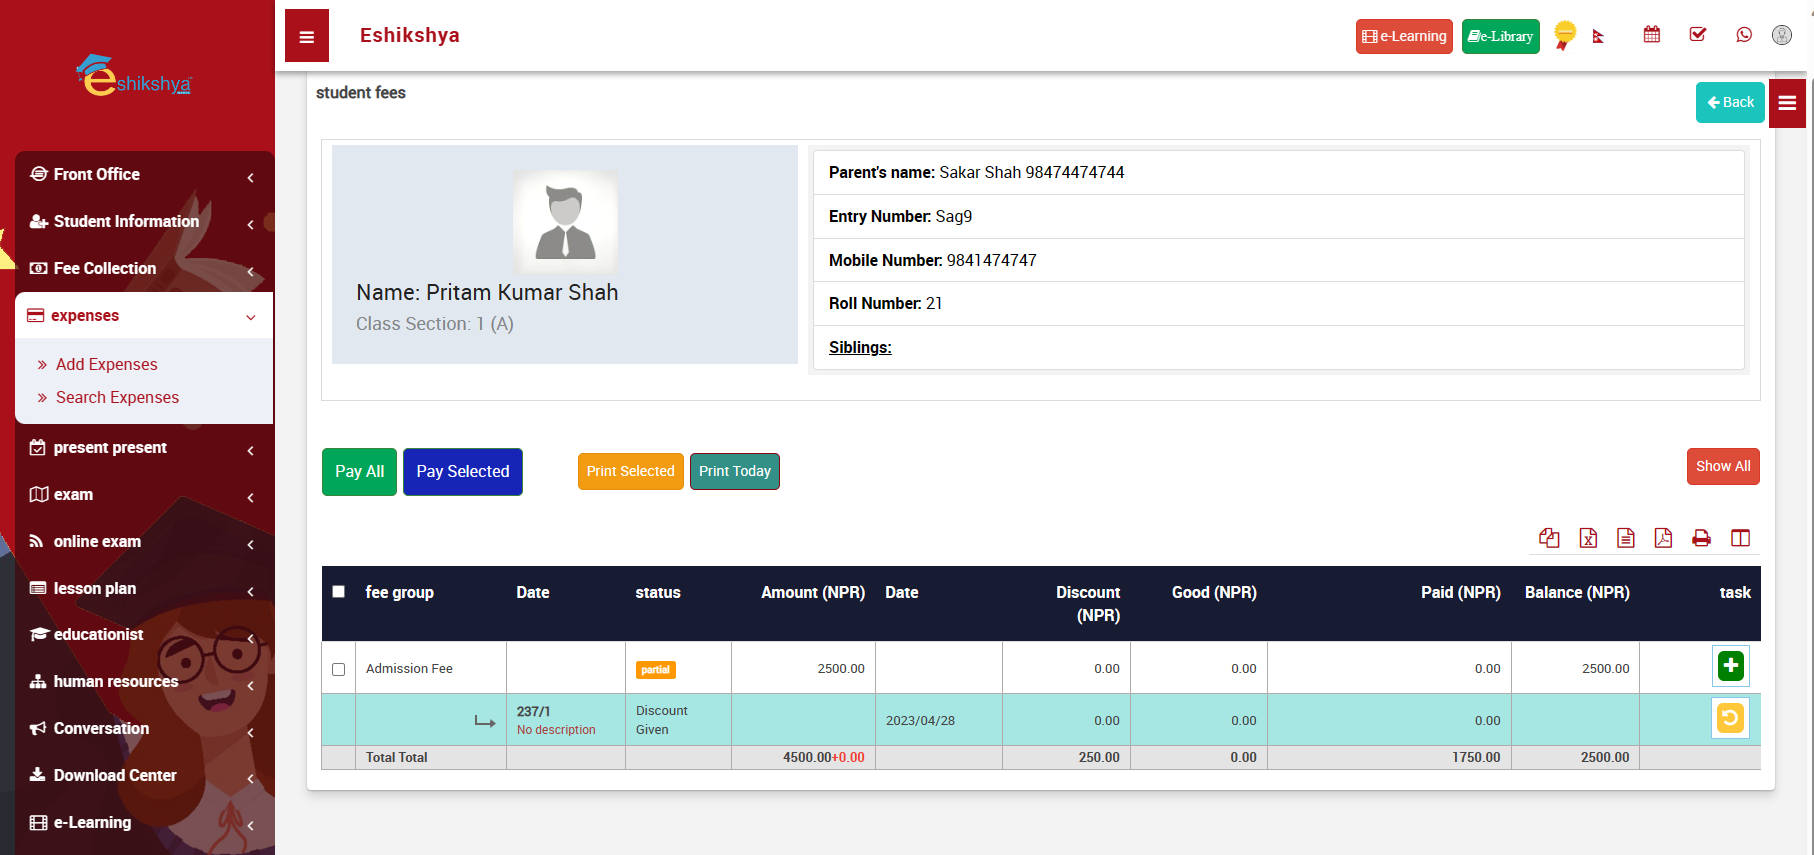 eshikshya
Front Office
Student Information
Fee Collection
expenses
Add Expenses
Search Expenses
present present
exam
online exam
lesson plan
educationist
human resources
Conversation
Download Center
e-Learning
Eshikshya
e-Learning
e-Library
student fees
Back
Name: Pritam Kumar Shah
Class Section: 1 (A)
Parent's name: Sakar Shah 98474474744
Entry Number: Sag9
Mobile Number: 9841474747
Roll Number: 21
Siblings:
Pay All Pay Selected Print Selected Print Today Show All
fee group Date status Amount (NPR) Date Discount (NPR) Good (NPR) Paid (NPR) Balance (NPR) task
Admission Fee partial 2500.00 0.00 0.00 0.00 2500.00
237/1 Discount Given 2023/04/28 0.00 0.00 0.00
No description
Total Total 4500.00+0.00 250.00 0.00 1750.00 2500.00